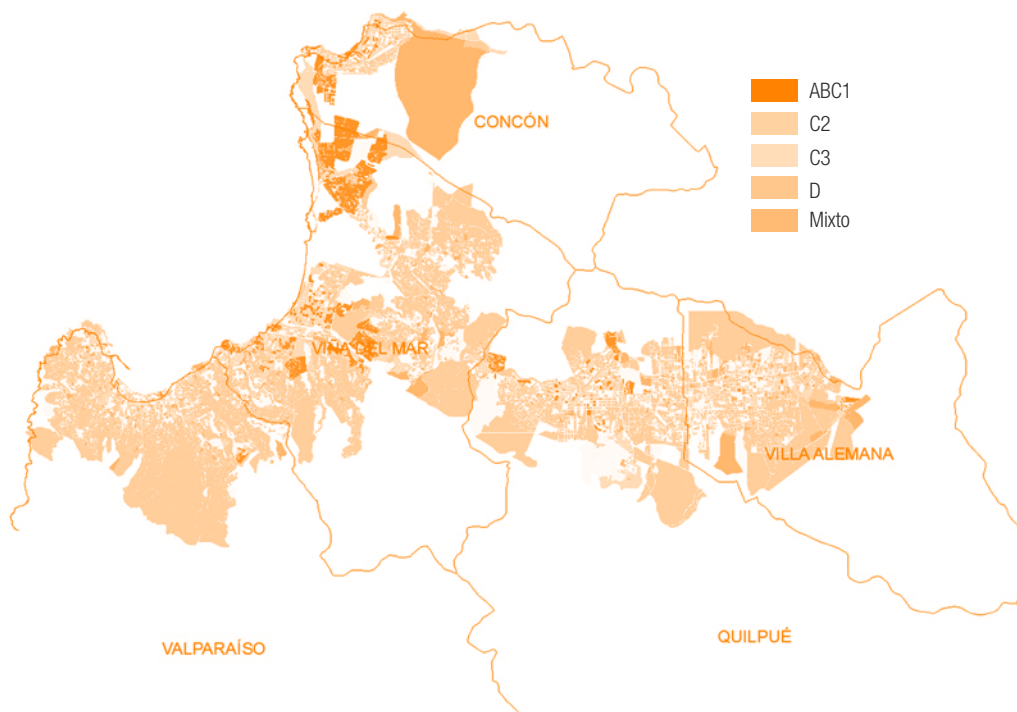 CONCÓN
ABC1
C2
C3
D
Mixto
VIÑA DEL MAR
VILLA ALEMANA
VALPARAÍSO
QUILPUÉ